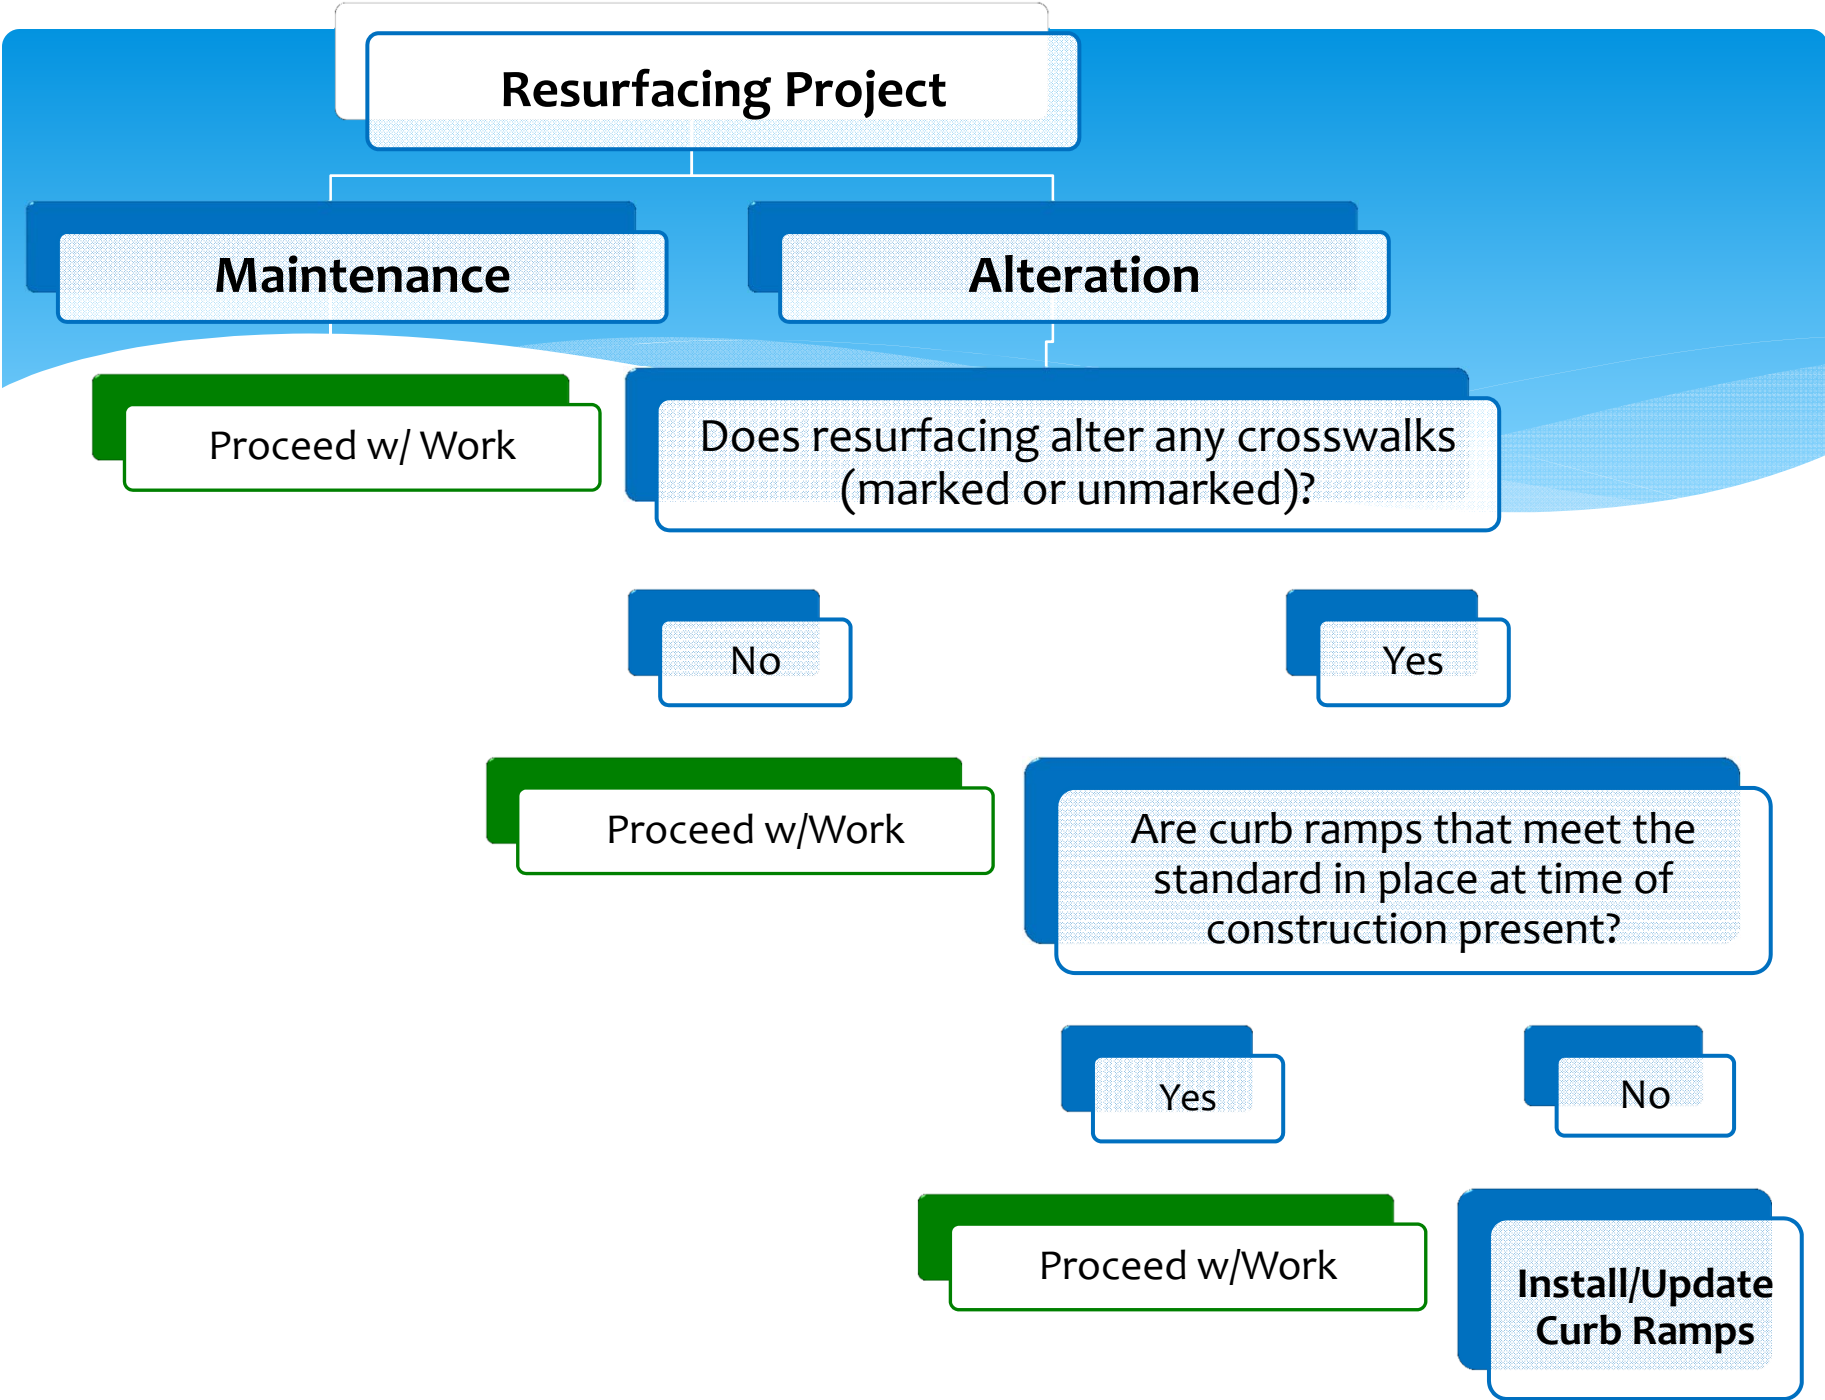 Resurfacing Project
Maintenance
Alteration
Proceed w/ Work
Does resurfacing alter any crosswalks
(marked or unmarked)?
No
Yes
Proceed w/Work
Are curb ramps that meet the
standard in place at time of
construction present?
Yes
No
Proceed w/Work
Install/Update
Curb Ramps